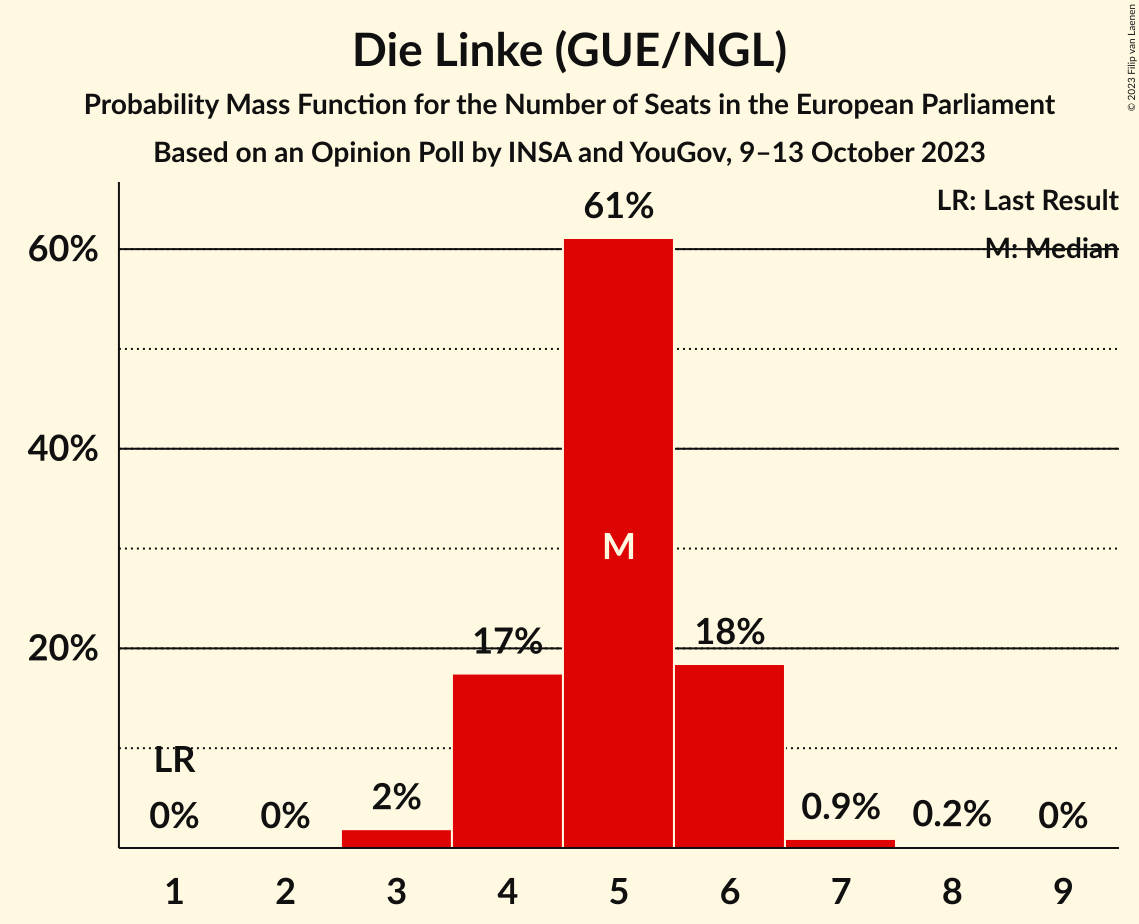 Die Linke (GUE/NGL)
Probability Mass Function for the Number of Seats in the European Parliament
Based on an Opinion Poll by INSA and YouGov, 9–13 October 2023
© 2023 Filip van Laenen
LR: Last Result
M: Median
60%
40%
20%
61%
M
17%
18%
LR
0%
0%
2%
0.9%
0.2%
0%
1 2 3 4 5 6 7 8 9